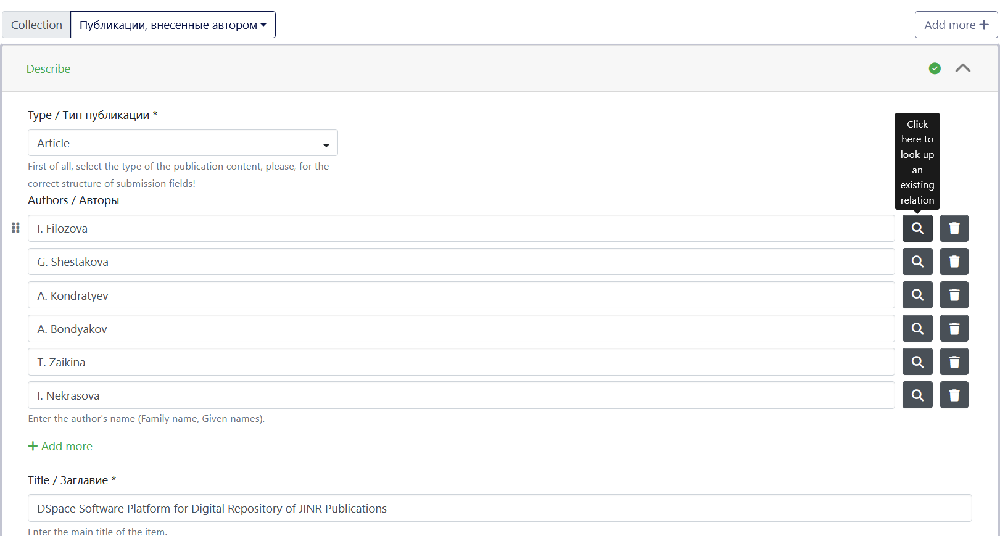 Collection
Публикации, внесенные автором
Add more
Describe
Type / Тип публикации *
Article
First of all, select the type of the publication content, please, for the
correct structure of submission fields!
Click
here to
look up
an
existing
relation
Authors / Авторы
I. Filozova
G. Shestakova
A. Kondratyev
A. Bondyakov
T. Zaikina
I. Nekrasova
Enter the author's name (Family name, Given names).
+ Add more
Title / Заглавие *
DSpace Software Platform for Digital Repository of JINR Publications
Enter the main title of the item.